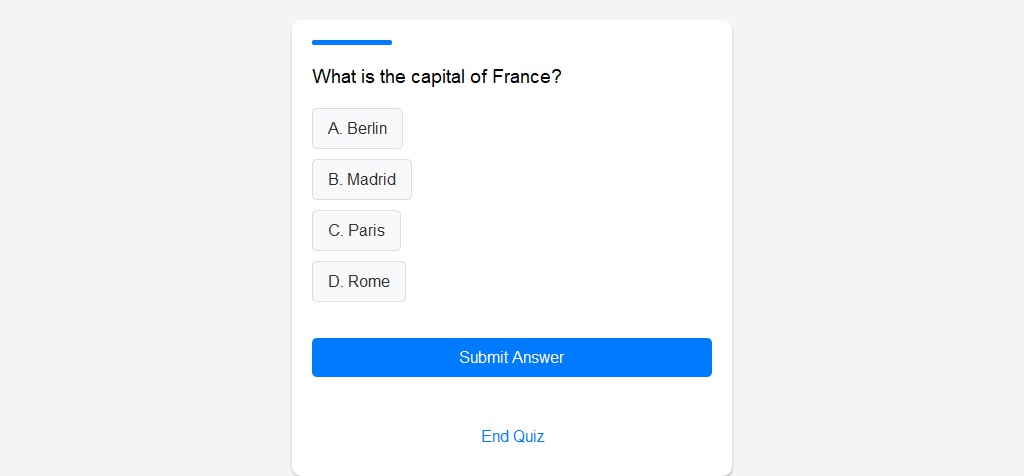 What is the capital of France?
A. Berlin
B. Madrid
C. Paris
D. Rome
Submit Answer
End Quiz